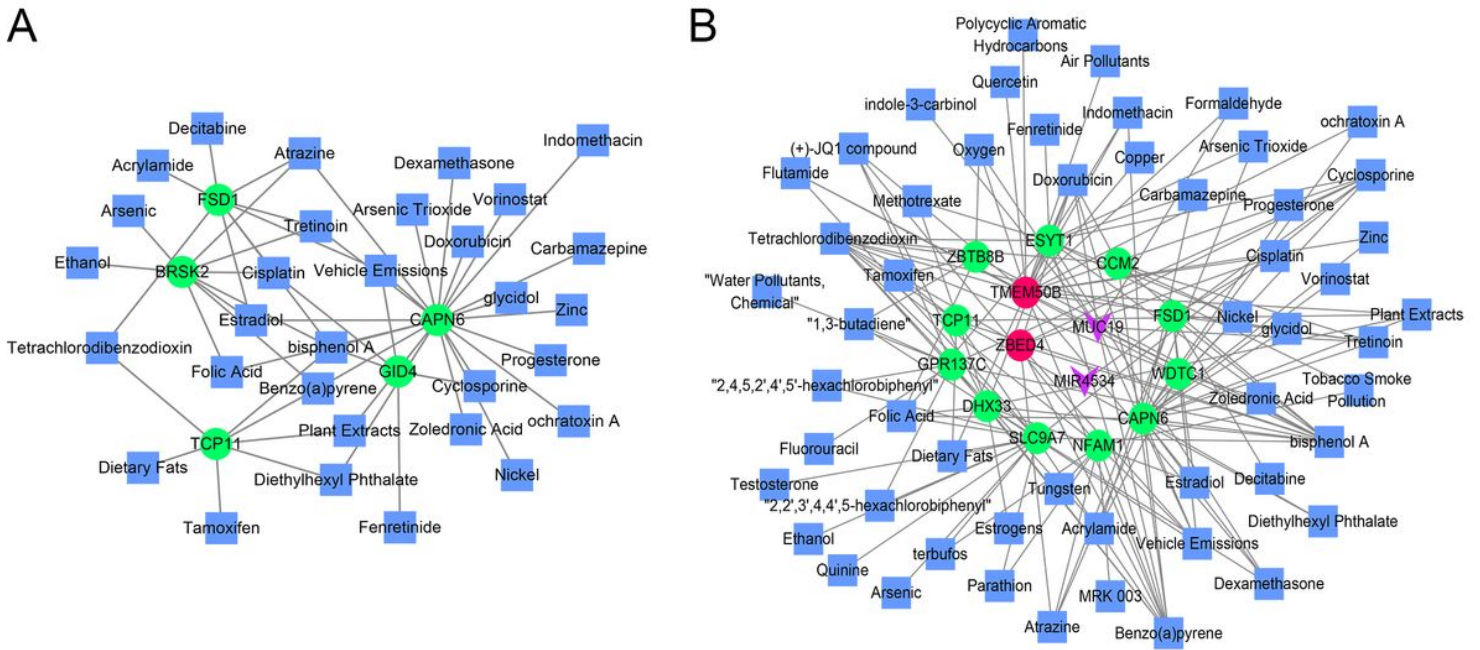 A
Decitabine
Acrylamide
Atrazine
Indomethacin
Dexamethasone
FSD1
Arsenic
Arsenic Trioxide
Vorinostat
Tretinoin
Doxorubicin
Carbamazepine
Ethanol
BRSK2
Cisplatin
Vehicle Emissions
glycidol
Zinc
Estradiol
CAPN6
Tetrachlorodibenzodioxin
bisphenol A
Progesterone
Folic Acid
GID4
Benzo(a)pyrene
Cyclosporine
ochratoxin A
Plant Extracts
Zoledronic Acid
TCP11
Dietary Fats
Diethylhexyl Phthalate
Nickel
Tamoxifen
Fenretinide
B
Polycyclic Aromatic
Hydrocarbons
Air Pollutants
Quercetin
indole-3-carbinol
Indomethacin
Formaldehyde
Fenretinide
ochratoxin A
(+)-JQ1 compound
Oxygen
Copper
Arsenic Trioxide
Flutamide
Doxorubicin
Cyclosporine
Methotrexate
Carbamazepine
Progesterone
Tetrachlorodibenzodioxin
ESYT1
Zinc
ZBTB8B
CCM2
Cisplatin
"Water Pollutants,
Chemical"
Tamoxifen
Vorinostat
TMEM50B
"1,3-butadiene"
TCP11
MUC19
FSD1
Nickel
glycidol
Plant Extracts
ZBED4
Tretinoin
GPR137C
"2,4,5,2',4',5'-hexachlorobiphenyl"
MIR4534
WDTC1
Tobacco Smoke
Pollution
Folic Acid
DHX33
CAPN6
Zoledronic Acid
Fluorouracil
SLC9A7
NFAM1
bisphenol A
Dietary Fats
Testosterone
Tungsten
Estradiol
Decitabine
"2,2',3',4,4',5-hexachlorobiphenyl"
Diethylhexyl Phthalate
Ethanol
Estrogens
Acrylamide
Vehicle Emissions
terbufos
Quinine
Arsenic
Parathion
MRK 003
Dexamethasone
Atrazine
Benzo(a)pyrene